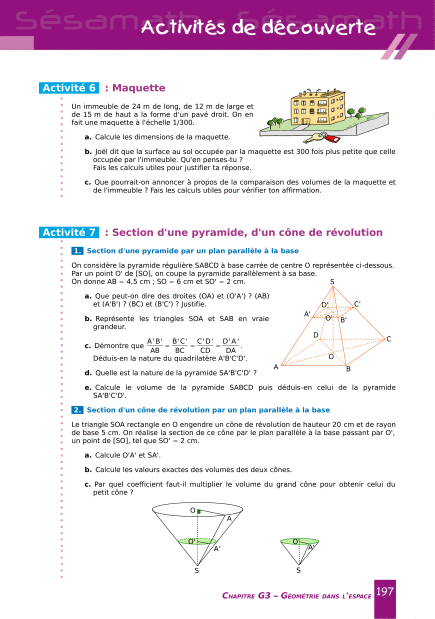 Sésamath Sésamath Sésamath
Activités de découverte
Activité 6 : Maquette
Un immeuble de 24 m de long, de 12 m de large et
de 15 m de haut a la forme d'un pavé droit. On en
fait une maquette à l'échelle 1/300.
a. Calcule les dimensions de la maquette.
b. Joël dit que la surface au sol occupée par la maquette est 300 fois plus petite que celle
occupée par l'immeuble. Qu'en penses-tu ?
Fais les calculs utiles pour justifier ta réponse.
c. Que pourrait-on annoncer à propos de la comparaison des volumes de la maquette et
de l'immeuble ? Fais les calculs utiles pour vérifier ton affirmation.
Activité 7 : Section d'une pyramide, d'un cône de révolution
1. Section d'une pyramide par un plan parallèle à la base
On considère la pyramide régulière SABCD à base carrée de centre O représentée ci-dessous.
Par un point O' de [SO], on coupe la pyramide parallèlement à sa base.
On donne AB = 4,5 cm ; SO = 6 cm et SO' = 2 cm.
a. Que peut-on dire des droites (OA) et (O'A') ? (AB)
et (A'B') ? (BC) et (B'C') ? Justifie.
b. Représente les triangles SOA et SAB en vraie
grandeur.
c. Démontre que A'B'/AB = B'C'/BC = C'D'/CD = D'A'/DA.
Déduis-en la nature du quadrilatère A'B'C'D'.
d. Quelle est la nature de la pyramide SA'B'C'D' ?
e. Calcule le volume de la pyramide SABCD puis déduis-en celui de la pyramide
SA'B'C'D'.
S
D'
C'
A'
O'
B'
D
C
O
A
B
2. Section d'un cône de révolution par un plan parallèle à la base
Le triangle SOA rectangle en O engendre un cône de révolution de hauteur 20 cm et de rayon
de base 5 cm. On réalise la section de ce cône par le plan parallèle à la base passant par O',
un point de [SO], tel que SO' = 2 cm.
a. Calcule O'A' et SA'.
b. Calcule les valeurs exactes des volumes des deux cônes.
c. Par quel coefficient faut-il multiplier le volume du grand cône pour obtenir celui du
petit cône ?
O
A
O'
A'
S
O'
A'
S
Chapitre G3 – Géométrie dans l'espace
197